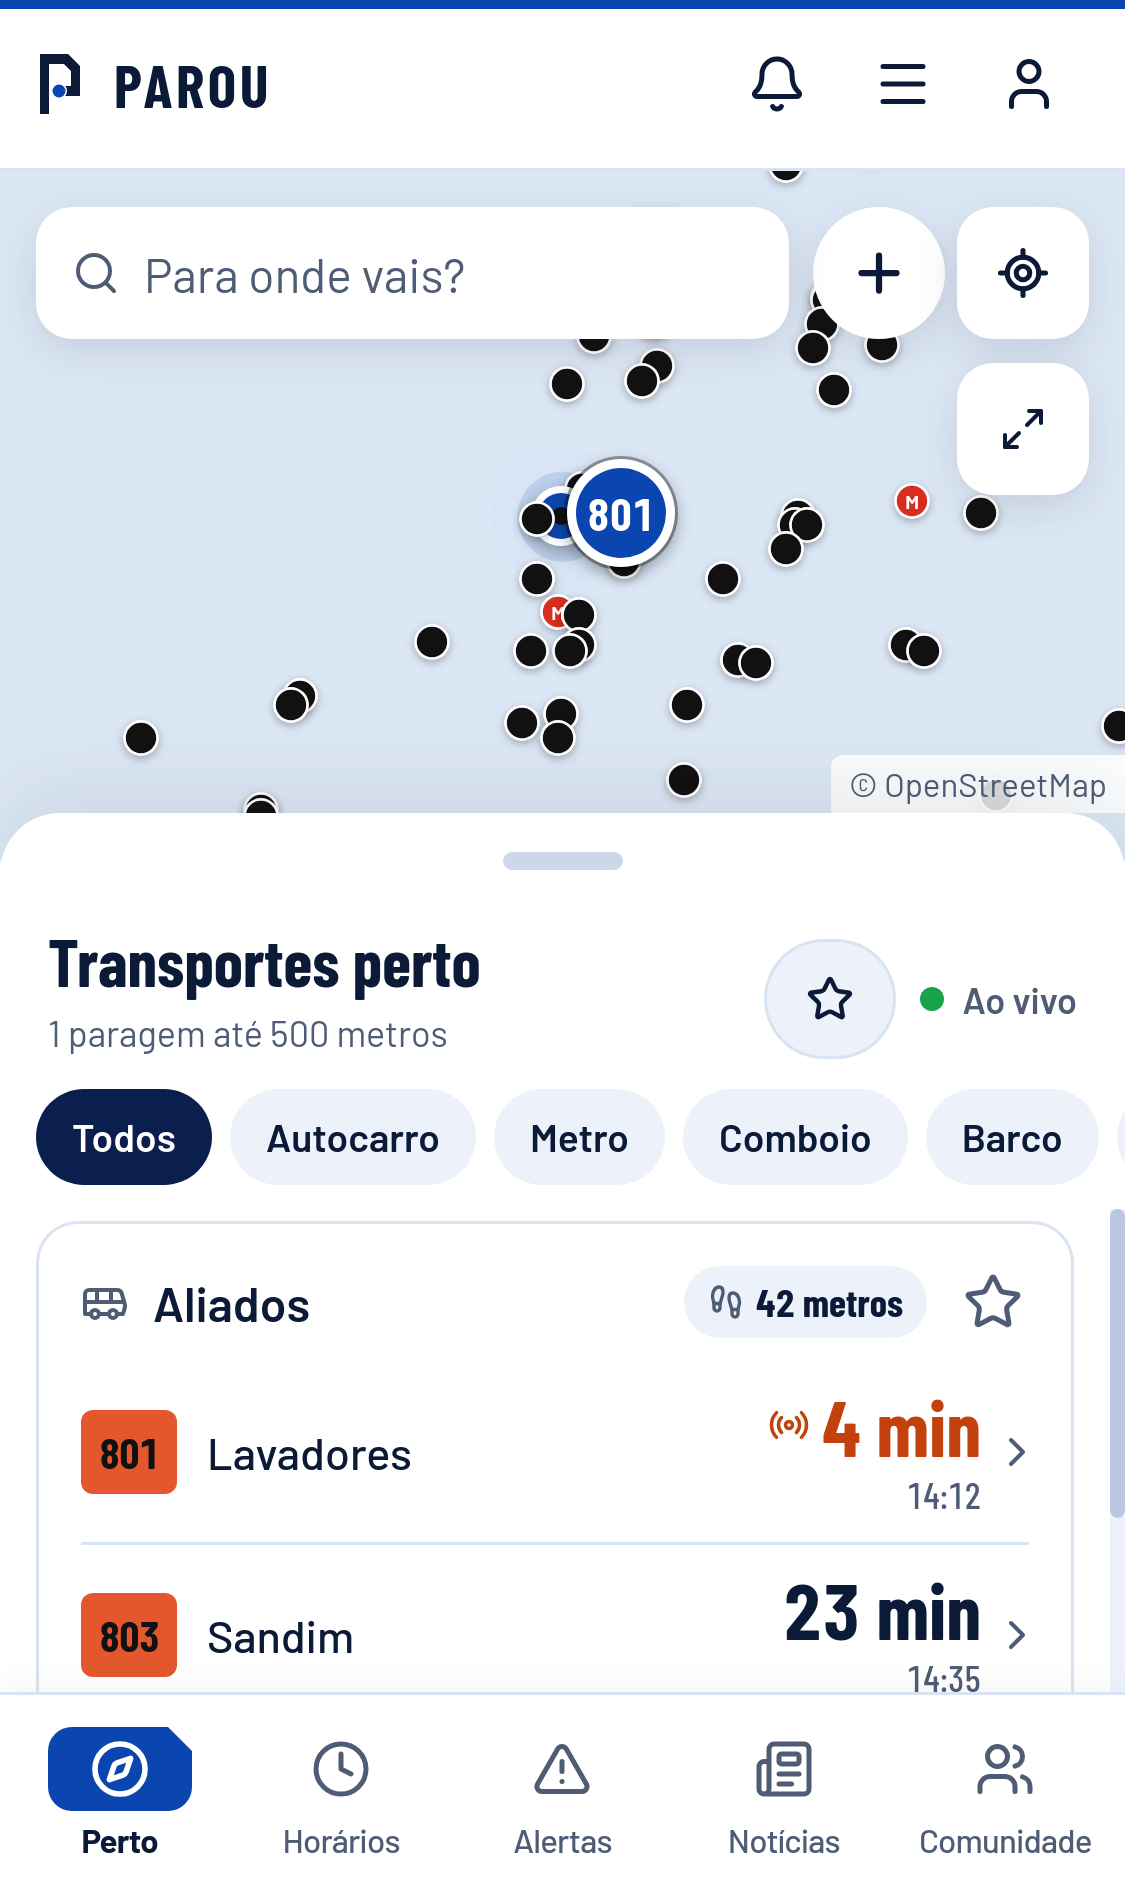 PAROU
Para onde vais?
801
M
M
© OpenStreetMap
Transportes perto
1 paragem até 500 metros
Ao vivo
Todos Autocarro Metro Comboio Barco
Aliados 42 metros
801 Lavadores 4 min
14:12
803 Sandim 23 min
14:35
Perto Horários Alertas Notícias Comunidade